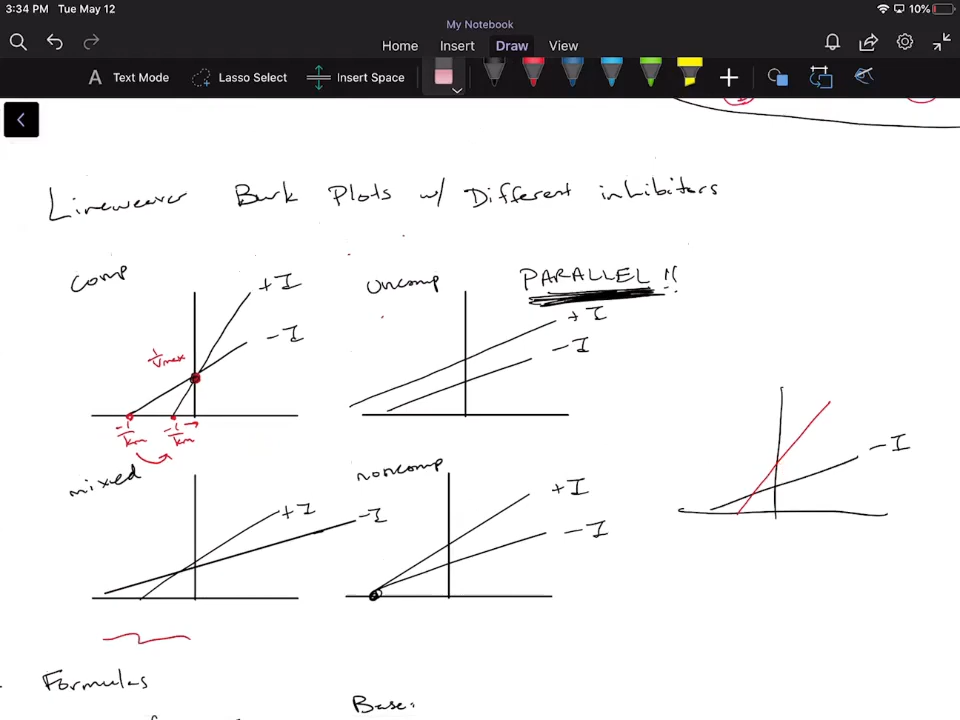 3:34 PM Tue May 12
10%
My Notebook
Home Insert Draw View
A Text Mode Lasso Select Insert Space
Lineweaver Burk Plots w/ Different inhibitors
comp
+I
-I
1/Vmax
-1/km
-1/km
uncomp
PARALLEL !!
+I
-I
mixed
+I
-I
noncomp
+I
-I
-I
Formulas
Base: